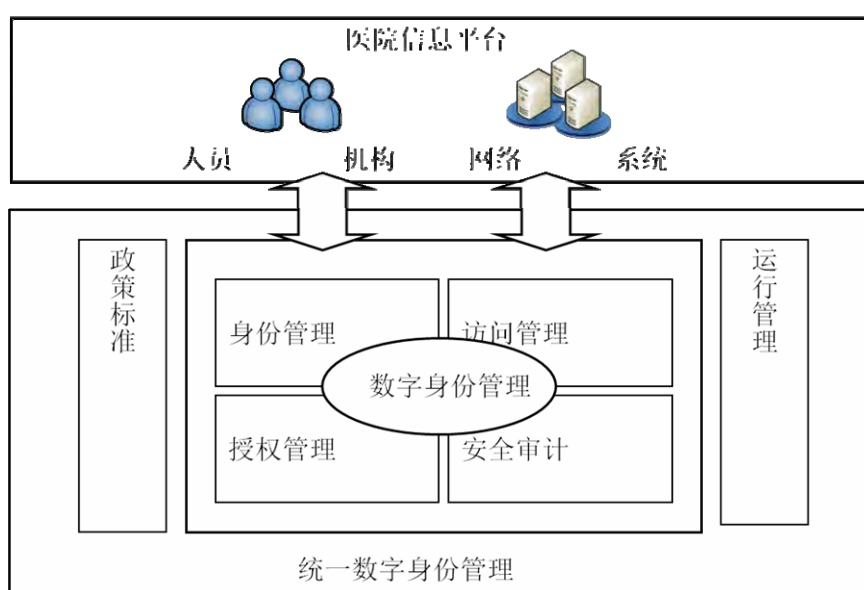 医院信息平台
人员 机构 网络 系统
政策标准
运行管理
身份管理
访问管理
数字身份管理
授权管理
安全审计
统一数字身份管理